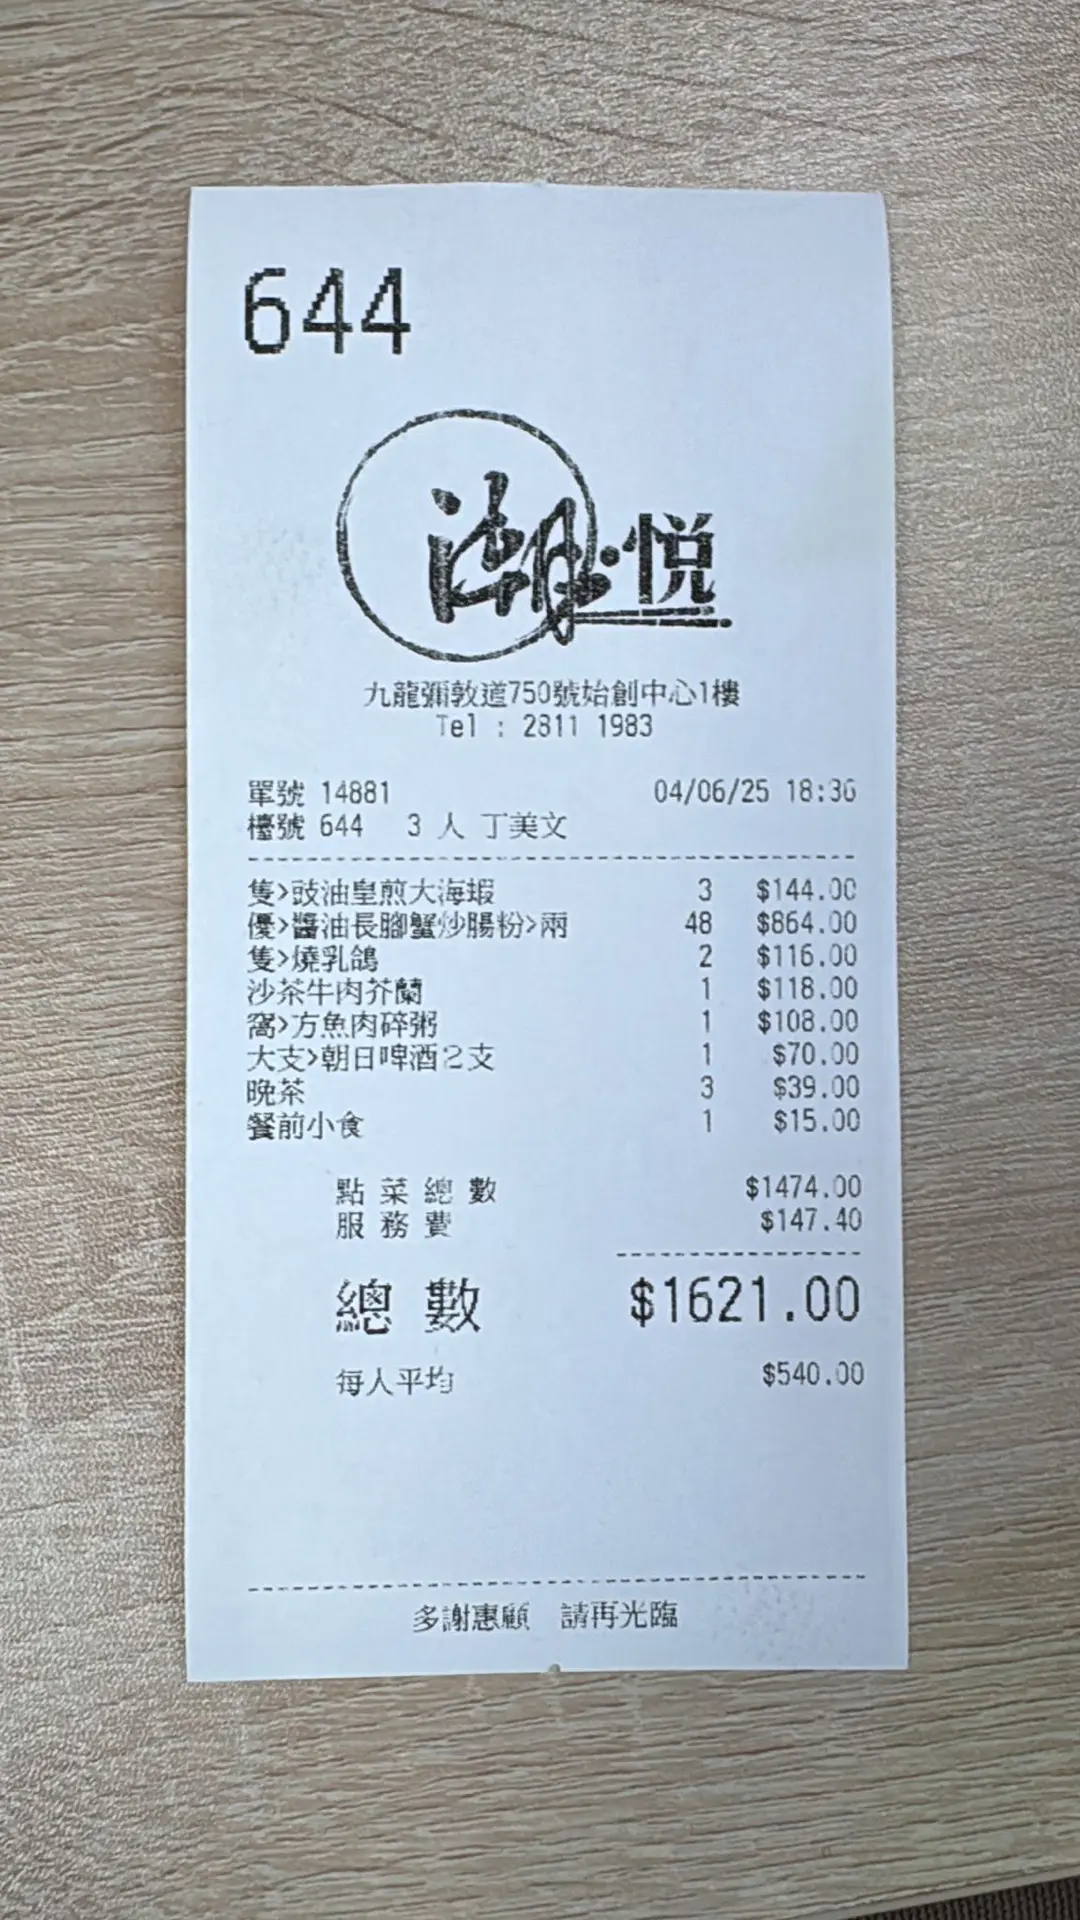 644
潮·悅
九龍彌敦道750號始創中心1樓
Tel : 2811 1983
單號 14881 04/06/25 18:36
檯號 644 3 人 丁美文
隻>豉油皇煎大海蝦 3 $144.00
優>醬油長腳蟹炒腸粉>兩 48 $864.00
隻>燒乳鴿 2 $116.00
沙茶牛肉芥蘭 1 $118.00
窩>方魚肉碎粥 1 $108.00
大支>朝日啤酒2支 1 $70.00
晚茶 3 $39.00
餐前小食 1 $15.00
點菜總數 $1474.00
服務費 $147.40
總數 $1621.00
每人平均 $540.00
多謝惠顧 請再光臨